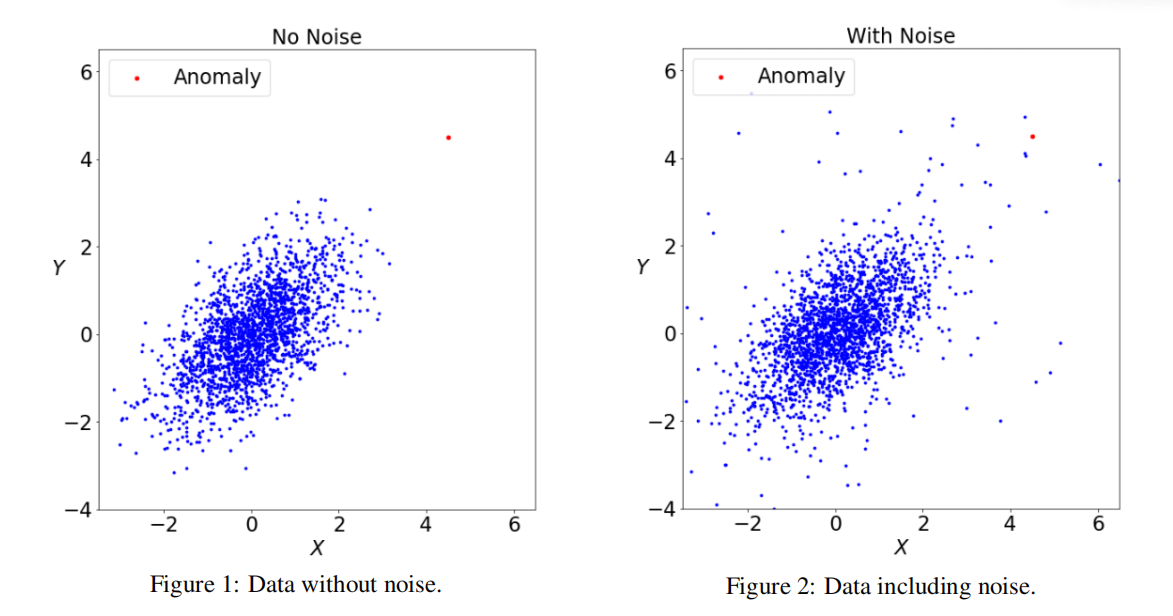 No Noise
Anomaly
6
4
2
0
−2
−4
Y
−2 0 2 4 6
X
Figure 1: Data without noise.
With Noise
Anomaly
6
4
2
0
−2
−4
Y
−2 0 2 4 6
X
Figure 2: Data including noise.